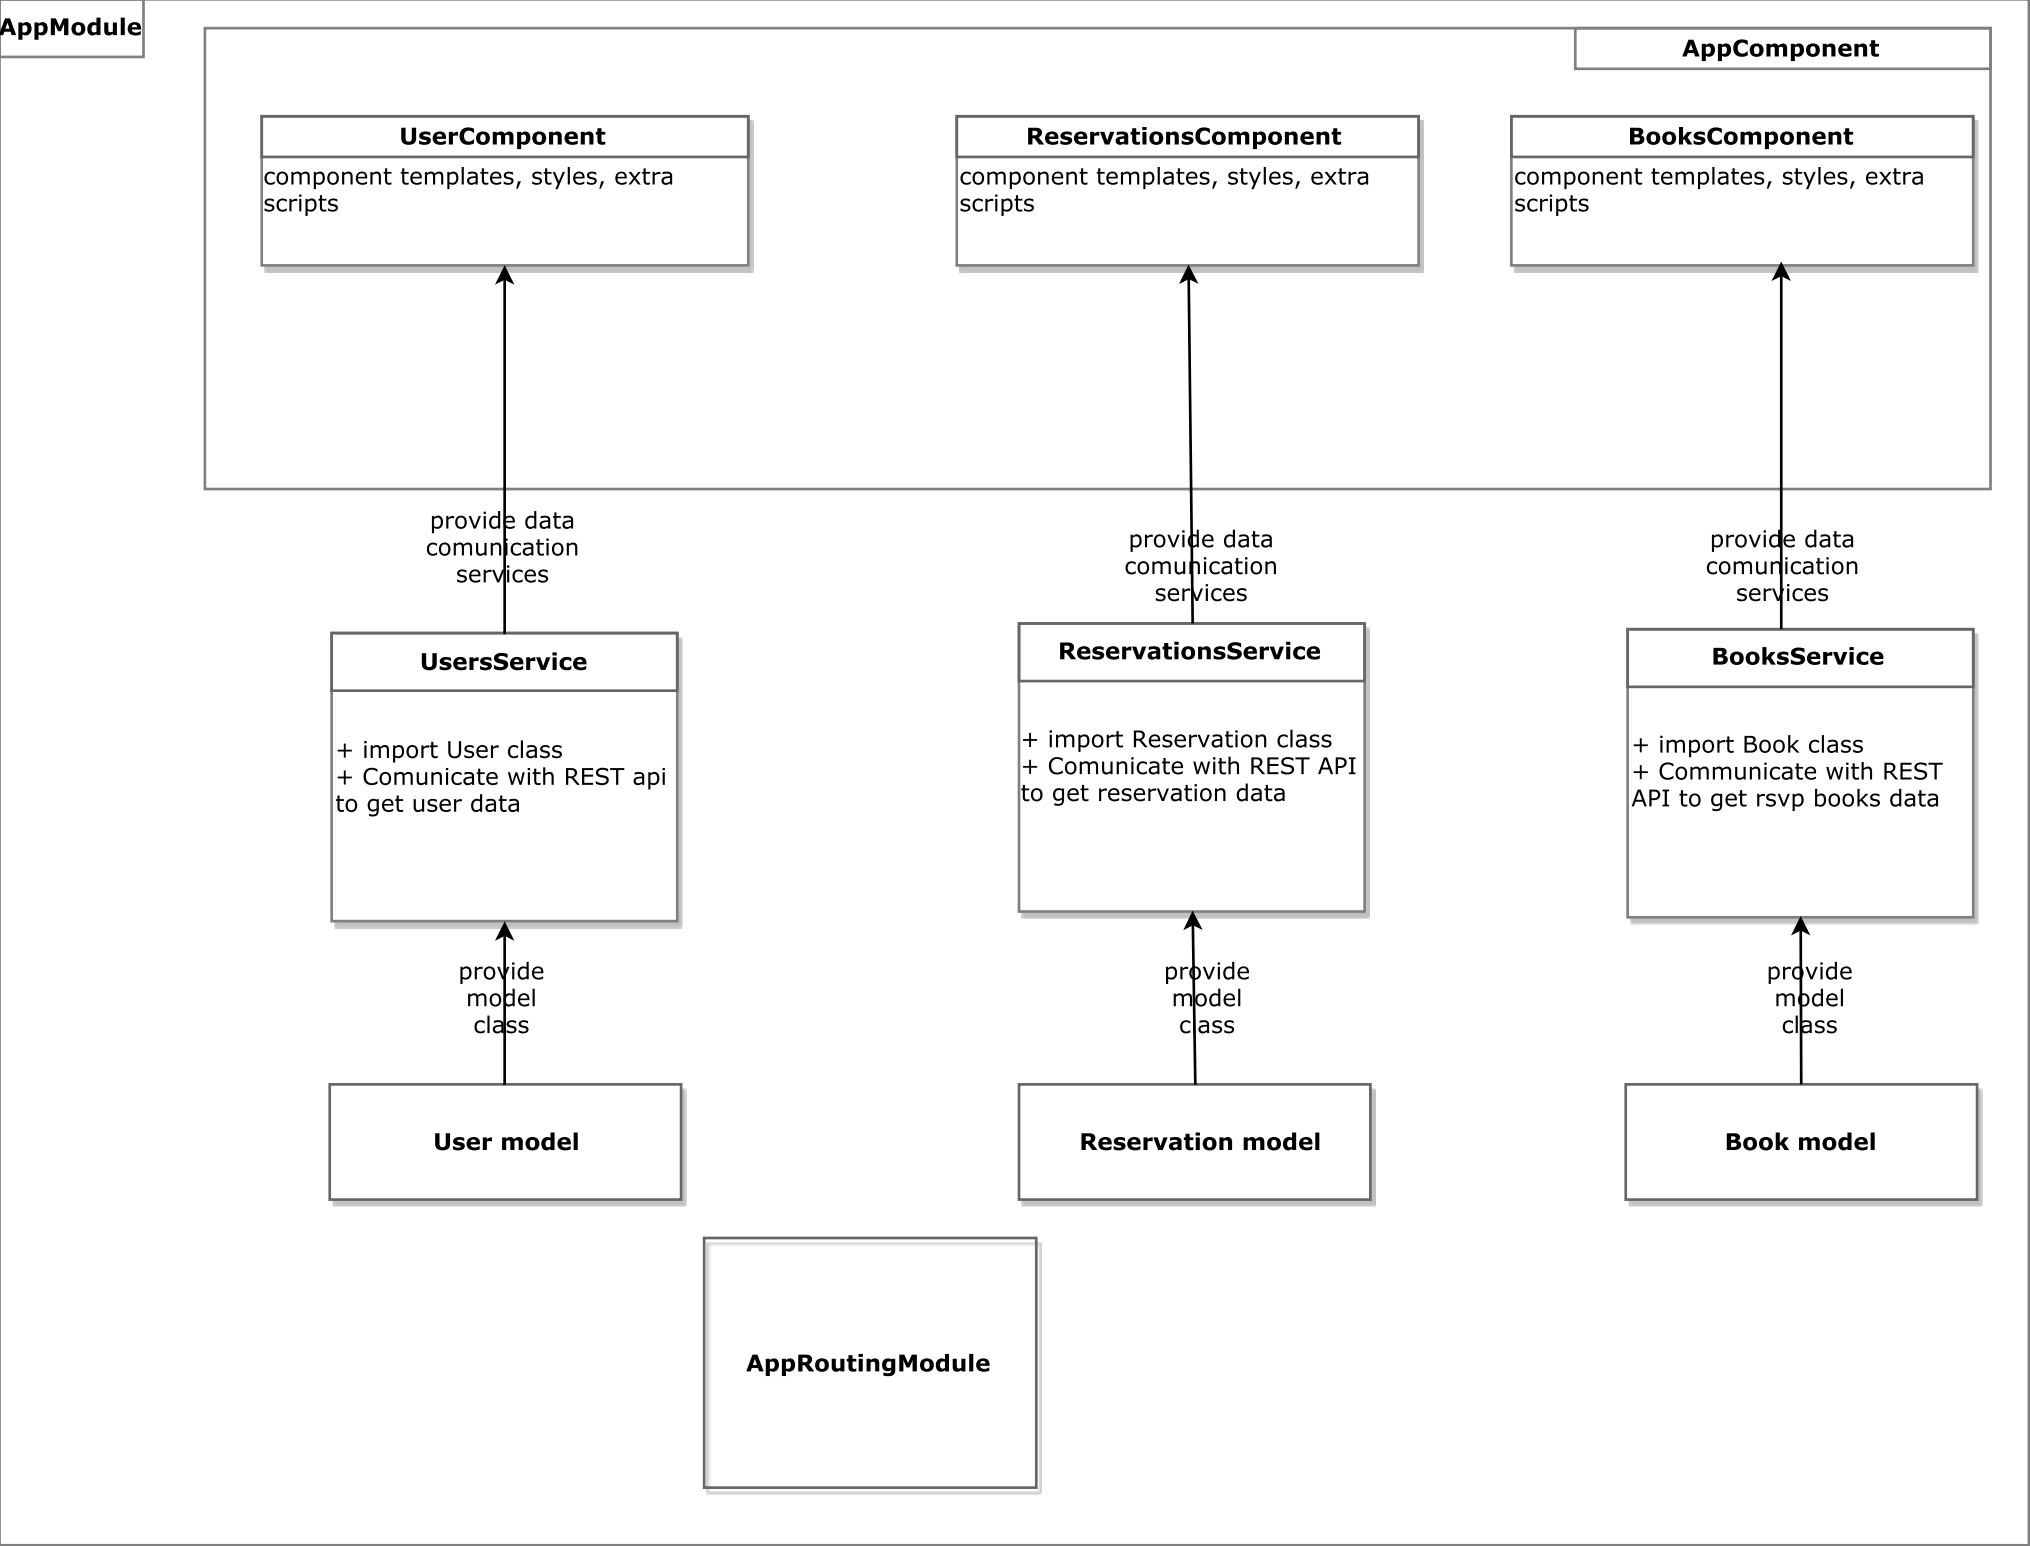 AppModule
AppComponent
UserComponent
component templates, styles, extra
scripts
ReservationsComponent
component templates, styles, extra
scripts
BooksComponent
component templates, styles, extra
scripts
provide data
comunication
services
provide data
comunication
services
provide data
comunication
services
UsersService
+ import User class
+ Comunicate with REST api
to get user data
ReservationsService
+ import Reservation class
+ Comunicate with REST API
to get reservation data
BooksService
+ import Book class
+ Communicate with REST
API to get rsvp books data
provide
model
class
provide
model
class
provide
model
class
User model
Reservation model
Book model
AppRoutingModule